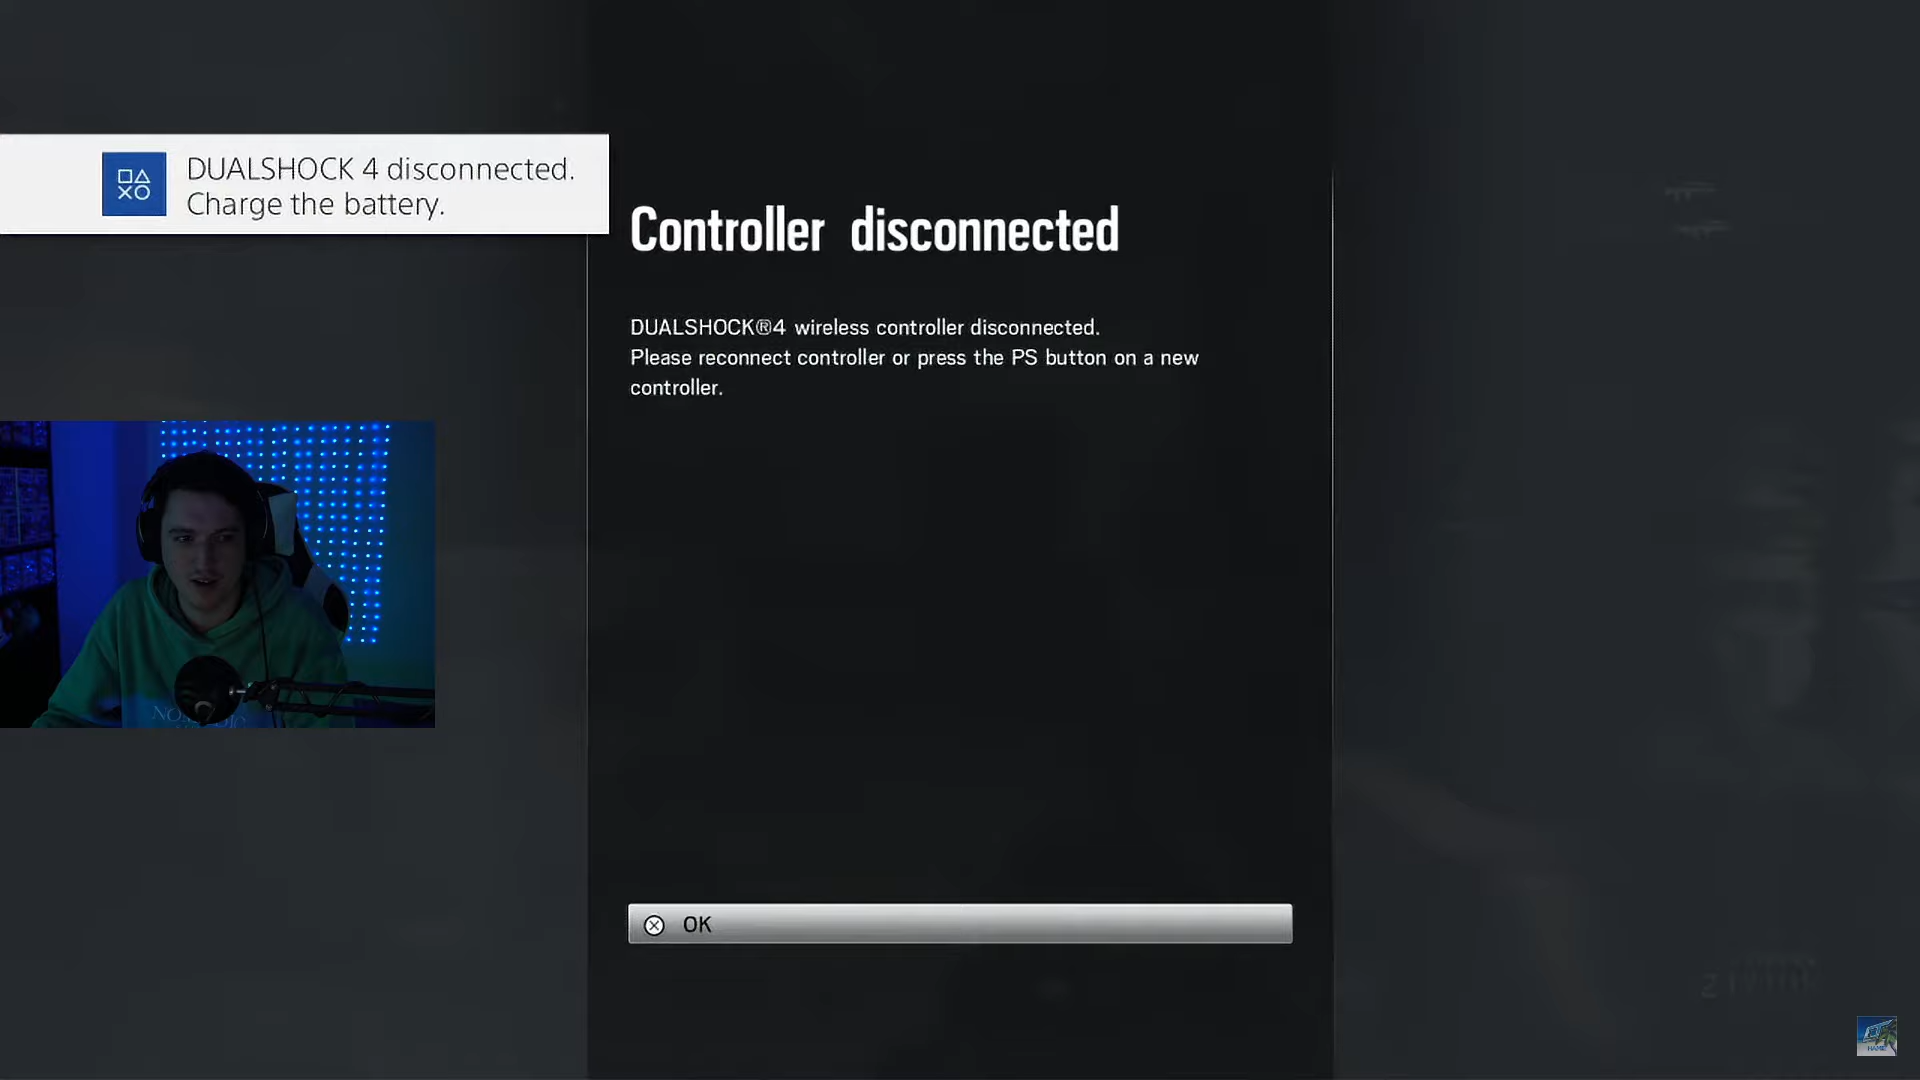 DUALSHOCK 4 disconnected.
Charge the battery.
Controller disconnected
DUALSHOCK®4 wireless controller disconnected.
Please reconnect controller or press the PS button on a new
controller.
OK